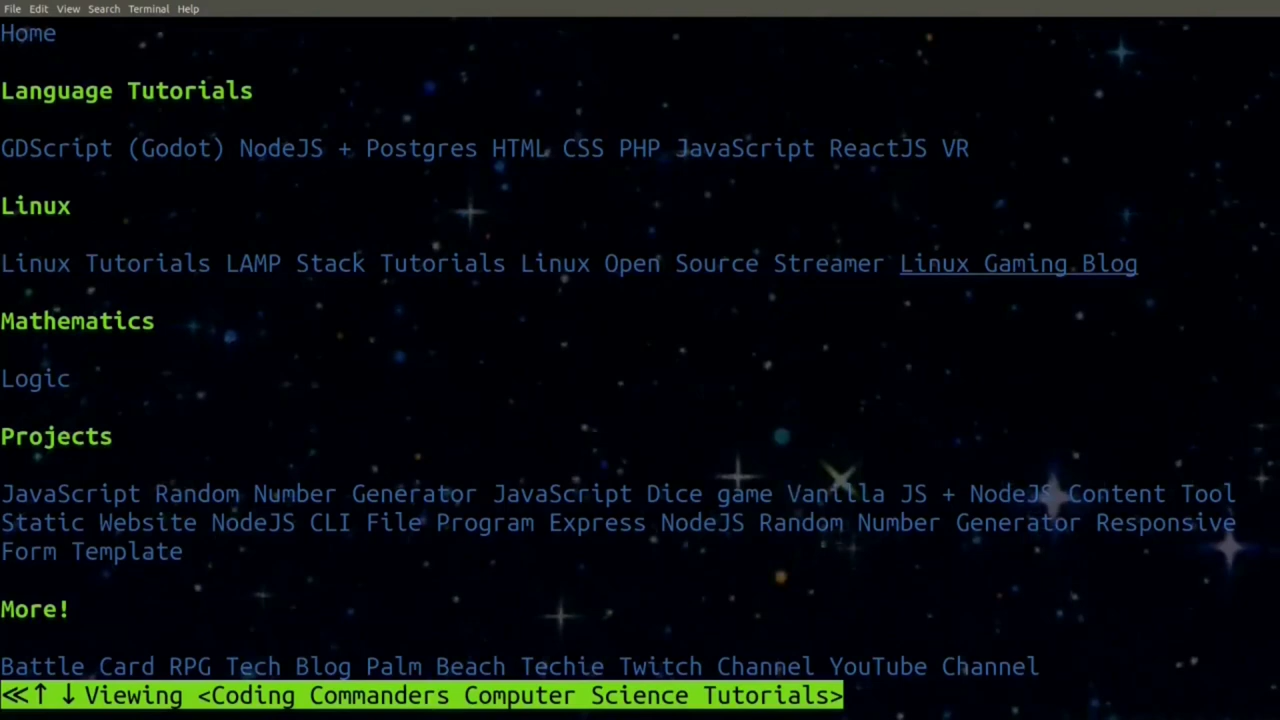 File Edit View Search Terminal Help
Home
Language Tutorials
GDScript (Godot) NodeJS + Postgres HTML CSS PHP JavaScript ReactJS VR
Linux
Linux Tutorials LAMP Stack Tutorials Linux Open Source Streamer Linux Gaming Blog
Mathematics
Logic
Projects
JavaScript Random Number Generator JavaScript Dice game Vanilla JS + NodeJS Content Tool
Static Website NodeJS CLI File Program Express NodeJS Random Number Generator Responsive
Form Template
More!
Battle Card RPG Tech Blog Palm Beach Techie Twitch Channel YouTube Channel
≪↑ ↓Viewing <Coding Commanders Computer Science Tutorials>